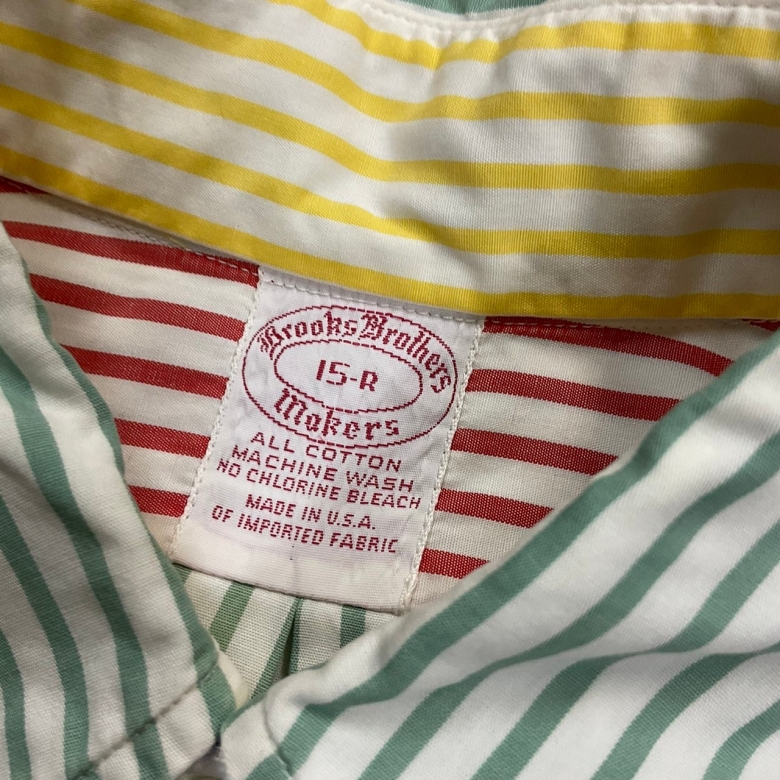 Brooks Brothers
15-R
Makers
ALL COTTON
MACHINE WASH
NO CHLORINE BLEACH
MADE IN U.S.A.
OF IMPORTED FABRIC